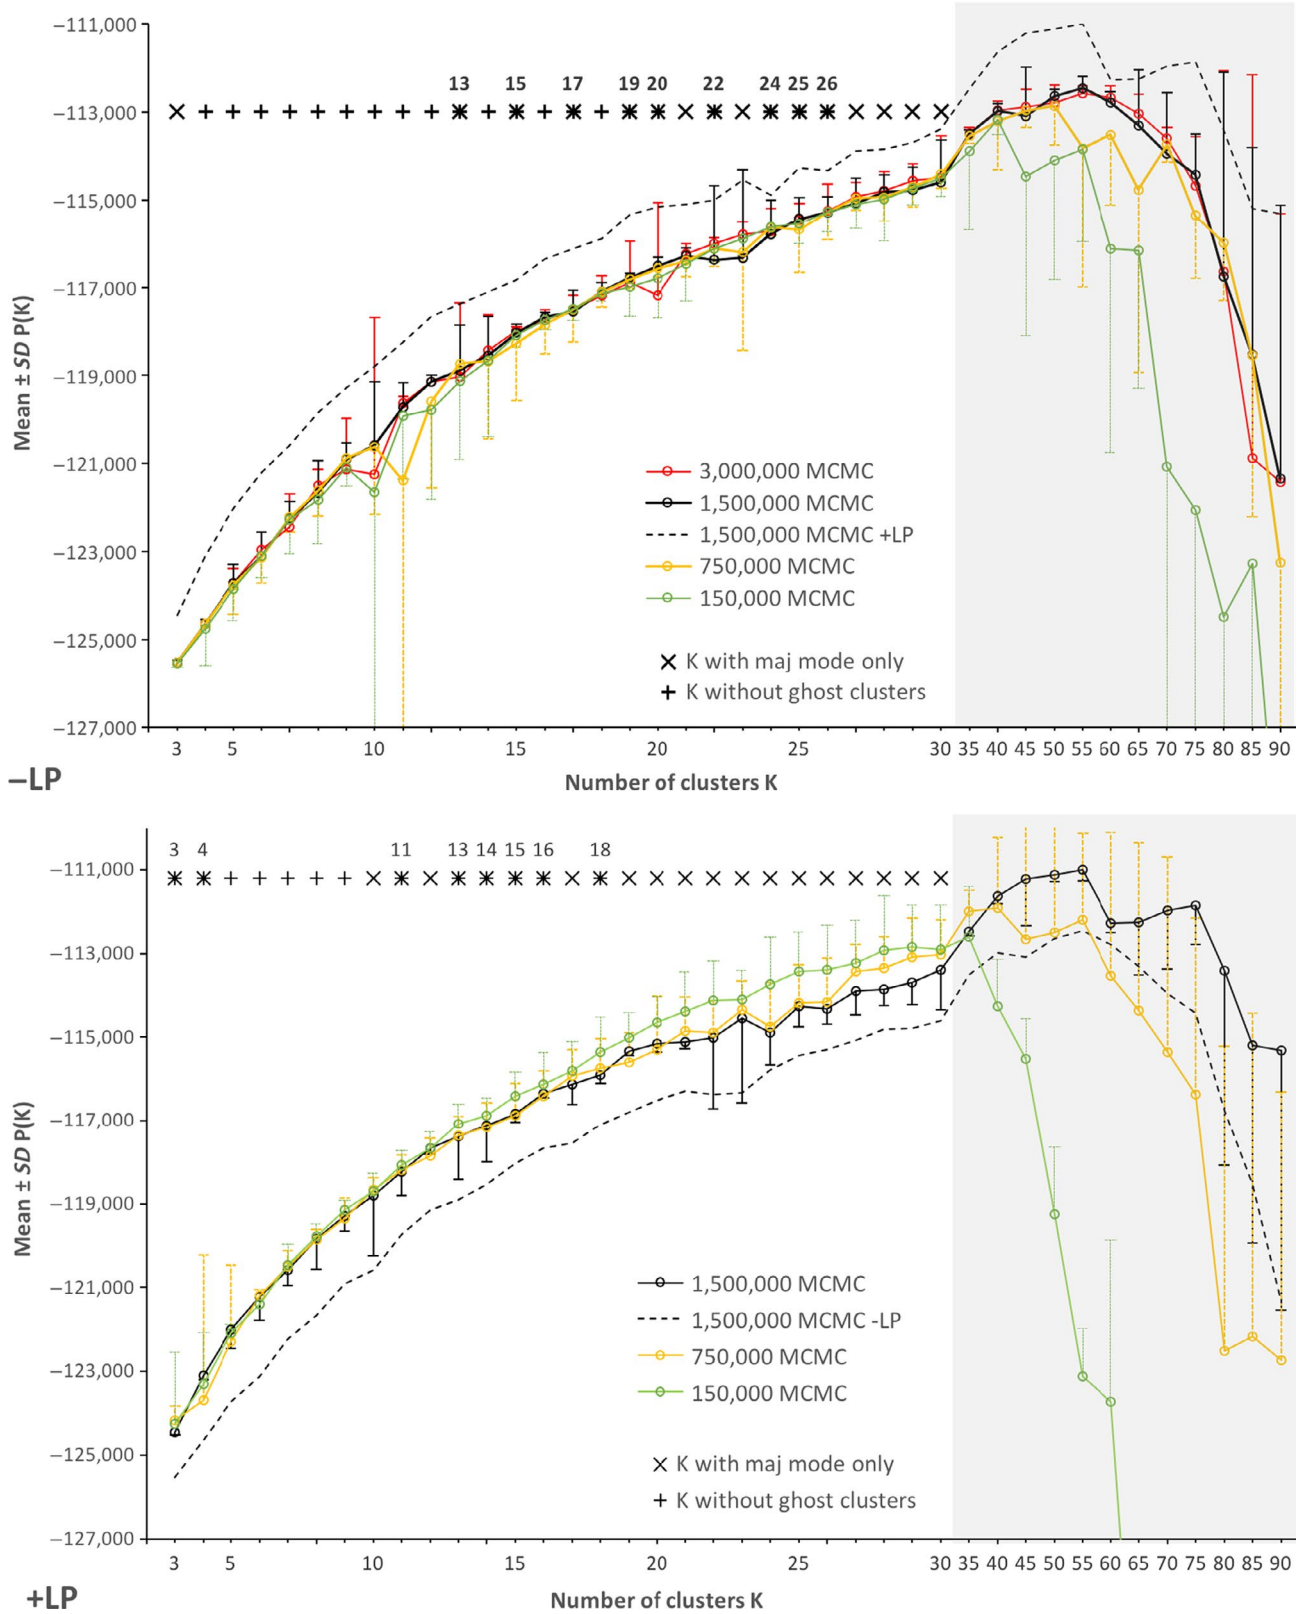 −111,000
13 15 17 19 20 22 24 25 26
−113,000
−115,000
−117,000
−119,000
−121,000
−123,000
−125,000
−127,000
Mean ± SD P(K)
3,000,000 MCMC
1,500,000 MCMC
1,500,000 MCMC +LP
750,000 MCMC
150,000 MCMC
K with maj mode only
K without ghost clusters
3 5 10 15 20 25 30 35 40 45 50 55 60 65 70 75 80 85 90
−LP
Number of clusters K
3 4 11 13 14 15 16 18
−111,000
−113,000
−115,000
−117,000
−119,000
−121,000
−123,000
−125,000
−127,000
Mean ± SD P(K)
1,500,000 MCMC
1,500,000 MCMC -LP
750,000 MCMC
150,000 MCMC
K with maj mode only
K without ghost clusters
3 5 10 15 20 25 30 35 40 45 50 55 60 65 70 75 80 85 90
+LP
Number of clusters K